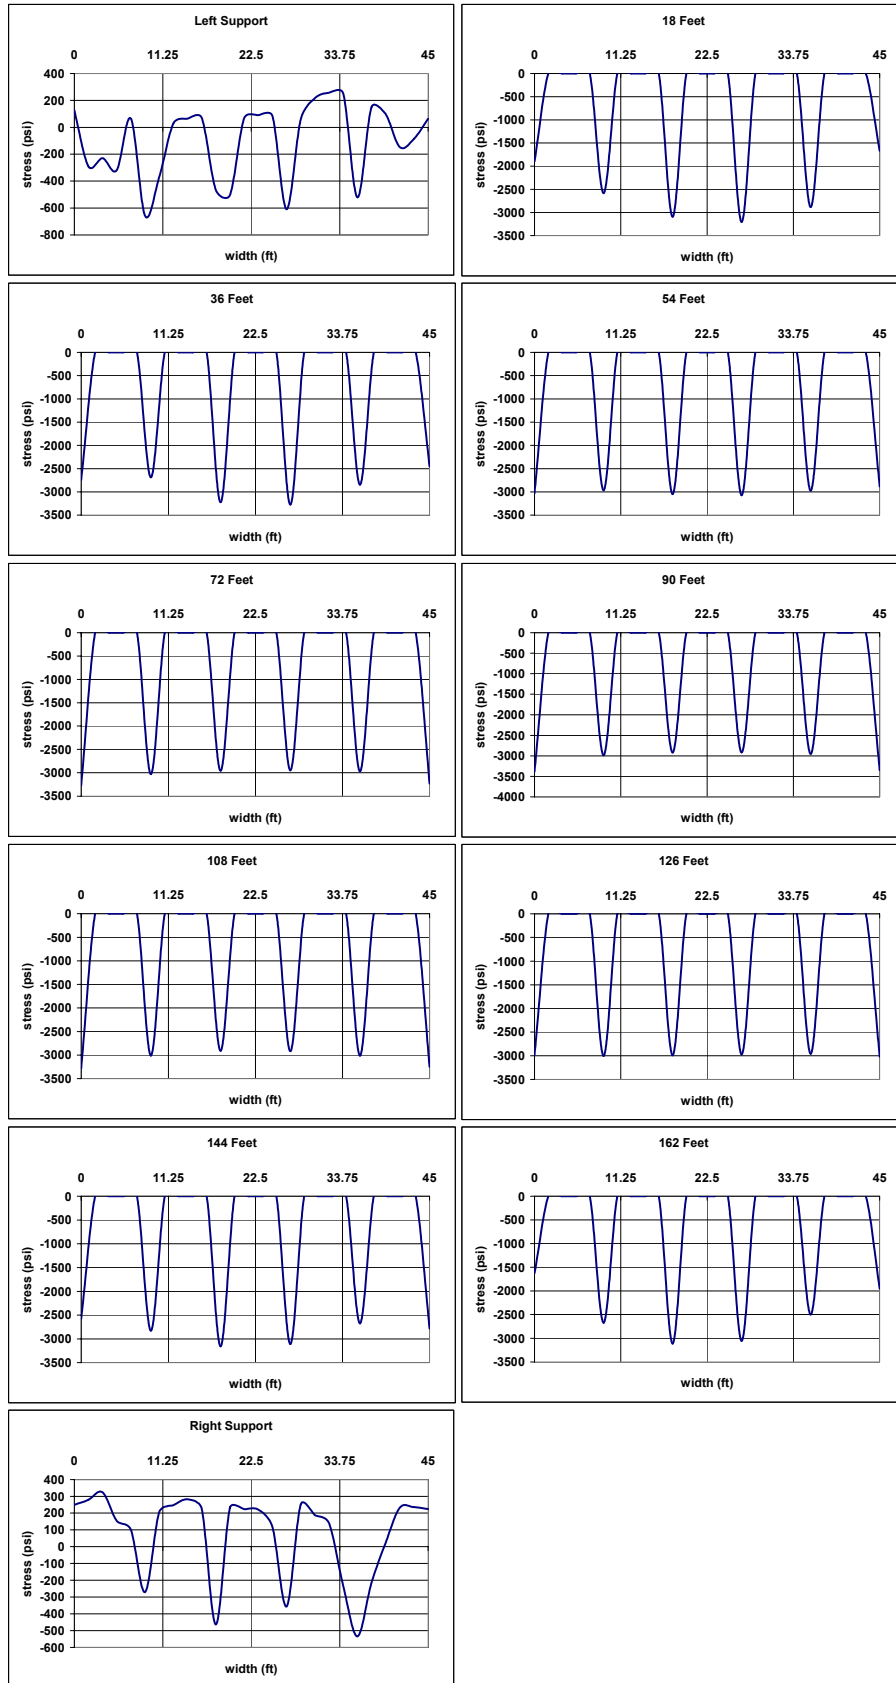 Left Support
0 11.25 22.5 33.75 45
400
200
0
-200
-400
-600
-800
stress (psi)
width (ft)
18 Feet
0 11.25 22.5 33.75 45
0
-500
-1000
-1500
-2000
-2500
-3000
-3500
stress (psi)
width (ft)
36 Feet
0 11.25 22.5 33.75 45
0
-500
-1000
-1500
-2000
-2500
-3000
-3500
stress (psi)
width (ft)
54 Feet
0 11.25 22.5 33.75 45
0
-500
-1000
-1500
-2000
-2500
-3000
-3500
stress (psi)
width (ft)
72 Feet
0 11.25 22.5 33.75 45
0
-500
-1000
-1500
-2000
-2500
-3000
-3500
stress (psi)
width (ft)
90 Feet
0 11.25 22.5 33.75 45
0
-500
-1000
-1500
-2000
-2500
-3000
-3500
-4000
stress (psi)
width (ft)
108 Feet
0 11.25 22.5 33.75 45
0
-500
-1000
-1500
-2000
-2500
-3000
-3500
stress (psi)
width (ft)
126 Feet
0 11.25 22.5 33.75 45
0
-500
-1000
-1500
-2000
-2500
-3000
-3500
stress (psi)
width (ft)
144 Feet
0 11.25 22.5 33.75 45
0
-500
-1000
-1500
-2000
-2500
-3000
-3500
stress (psi)
width (ft)
162 Feet
0 11.25 22.5 33.75 45
0
-500
-1000
-1500
-2000
-2500
-3000
-3500
stress (psi)
width (ft)
Right Support
0 11.25 22.5 33.75 45
400
300
200
100
0
-100
-200
-300
-400
-500
-600
stress (psi)
width (ft)